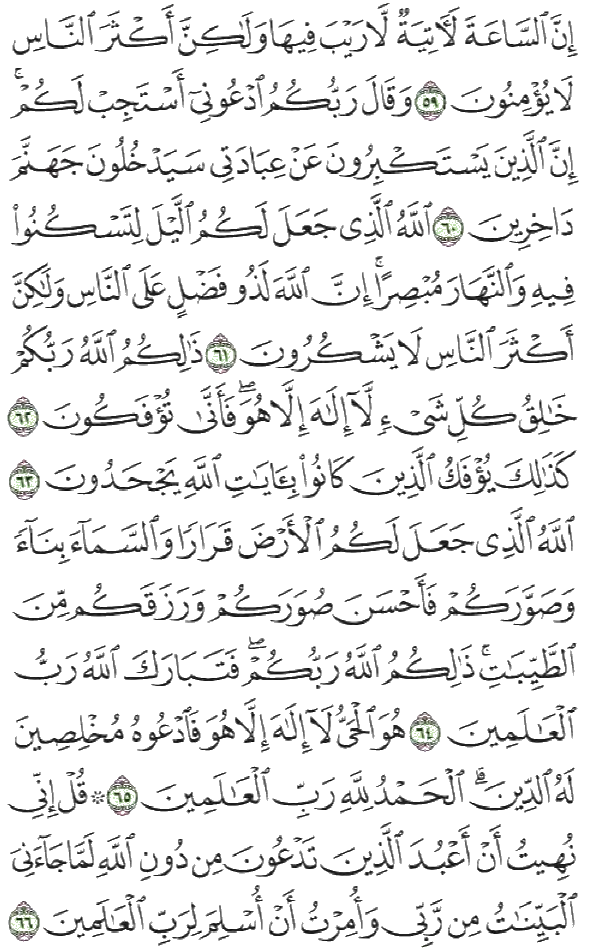 إِنَّ ٱلسَّاعَةَ لَـَٔاتِيَةٌ لَّا رَيْبَ فِيهَا وَلَـٰكِنَّ أَكْثَرَ ٱلنَّاسِ
لَا يُؤْمِنُونَ ٥٩ وَقَالَ رَبُّكُمُ ٱدْعُونِىٓ أَسْتَجِبْ لَكُمْ ۚ
إِنَّ ٱلَّذِينَ يَسْتَكْبِرُونَ عَنْ عِبَادَتِى سَيَدْخُلُونَ جَهَنَّمَ
دَاخِرِينَ ٦٠ ٱللَّهُ ٱلَّذِى جَعَلَ لَكُمُ ٱلَّيْلَ لِتَسْكُنُوا۟
فِيهِ وَٱلنَّهَارَ مُبْصِرًا ۚ إِنَّ ٱللَّهَ لَذُو فَضْلٍ عَلَى ٱلنَّاسِ وَلَـٰكِنَّ
أَكْثَرَ ٱلنَّاسِ لَا يَشْكُرُونَ ٦١ ذَٰلِكُمُ ٱللَّهُ رَبُّكُمْ
خَـٰلِقُ كُلِّ شَىْءٍ لَّآ إِلَـٰهَ إِلَّا هُوَ ۖ فَأَنَّىٰ تُؤْفَكُونَ ٦٢
كَذَٰلِكَ يُؤْفَكُ ٱلَّذِينَ كَانُوا۟ بِـَٔايَـٰتِ ٱللَّهِ يَجْحَدُونَ ٦٣
ٱللَّهُ ٱلَّذِى جَعَلَ لَكُمُ ٱلْأَرْضَ قَرَارًا وَٱلسَّمَآءَ بِنَآءً
وَصَوَّرَكُمْ فَأَحْسَنَ صُوَرَكُمْ وَرَزَقَكُم مِّنَ
ٱلطَّيِّبَـٰتِ ۚ ذَٰلِكُمُ ٱللَّهُ رَبُّكُمْ ۖ فَتَبَارَكَ ٱللَّهُ رَبُّ
ٱلْعَـٰلَمِينَ ٦٤ هُوَ ٱلْحَىُّ لَآ إِلَـٰهَ إِلَّا هُوَ فَٱدْعُوهُ مُخْلِصِينَ
لَهُ ٱلدِّينَ ۗ ٱلْحَمْدُ لِلَّهِ رَبِّ ٱلْعَـٰلَمِينَ ٦٥ ۞ قُلْ إِنِّى
نُهِيتُ أَنْ أَعْبُدَ ٱلَّذِينَ تَدْعُونَ مِن دُونِ ٱللَّهِ لَمَّا جَآءَنِىَ
ٱلْبَيِّنَـٰتُ مِن رَّبِّى وَأُمِرْتُ أَنْ أُسْلِمَ لِرَبِّ ٱلْعَـٰلَمِينَ ٦٦